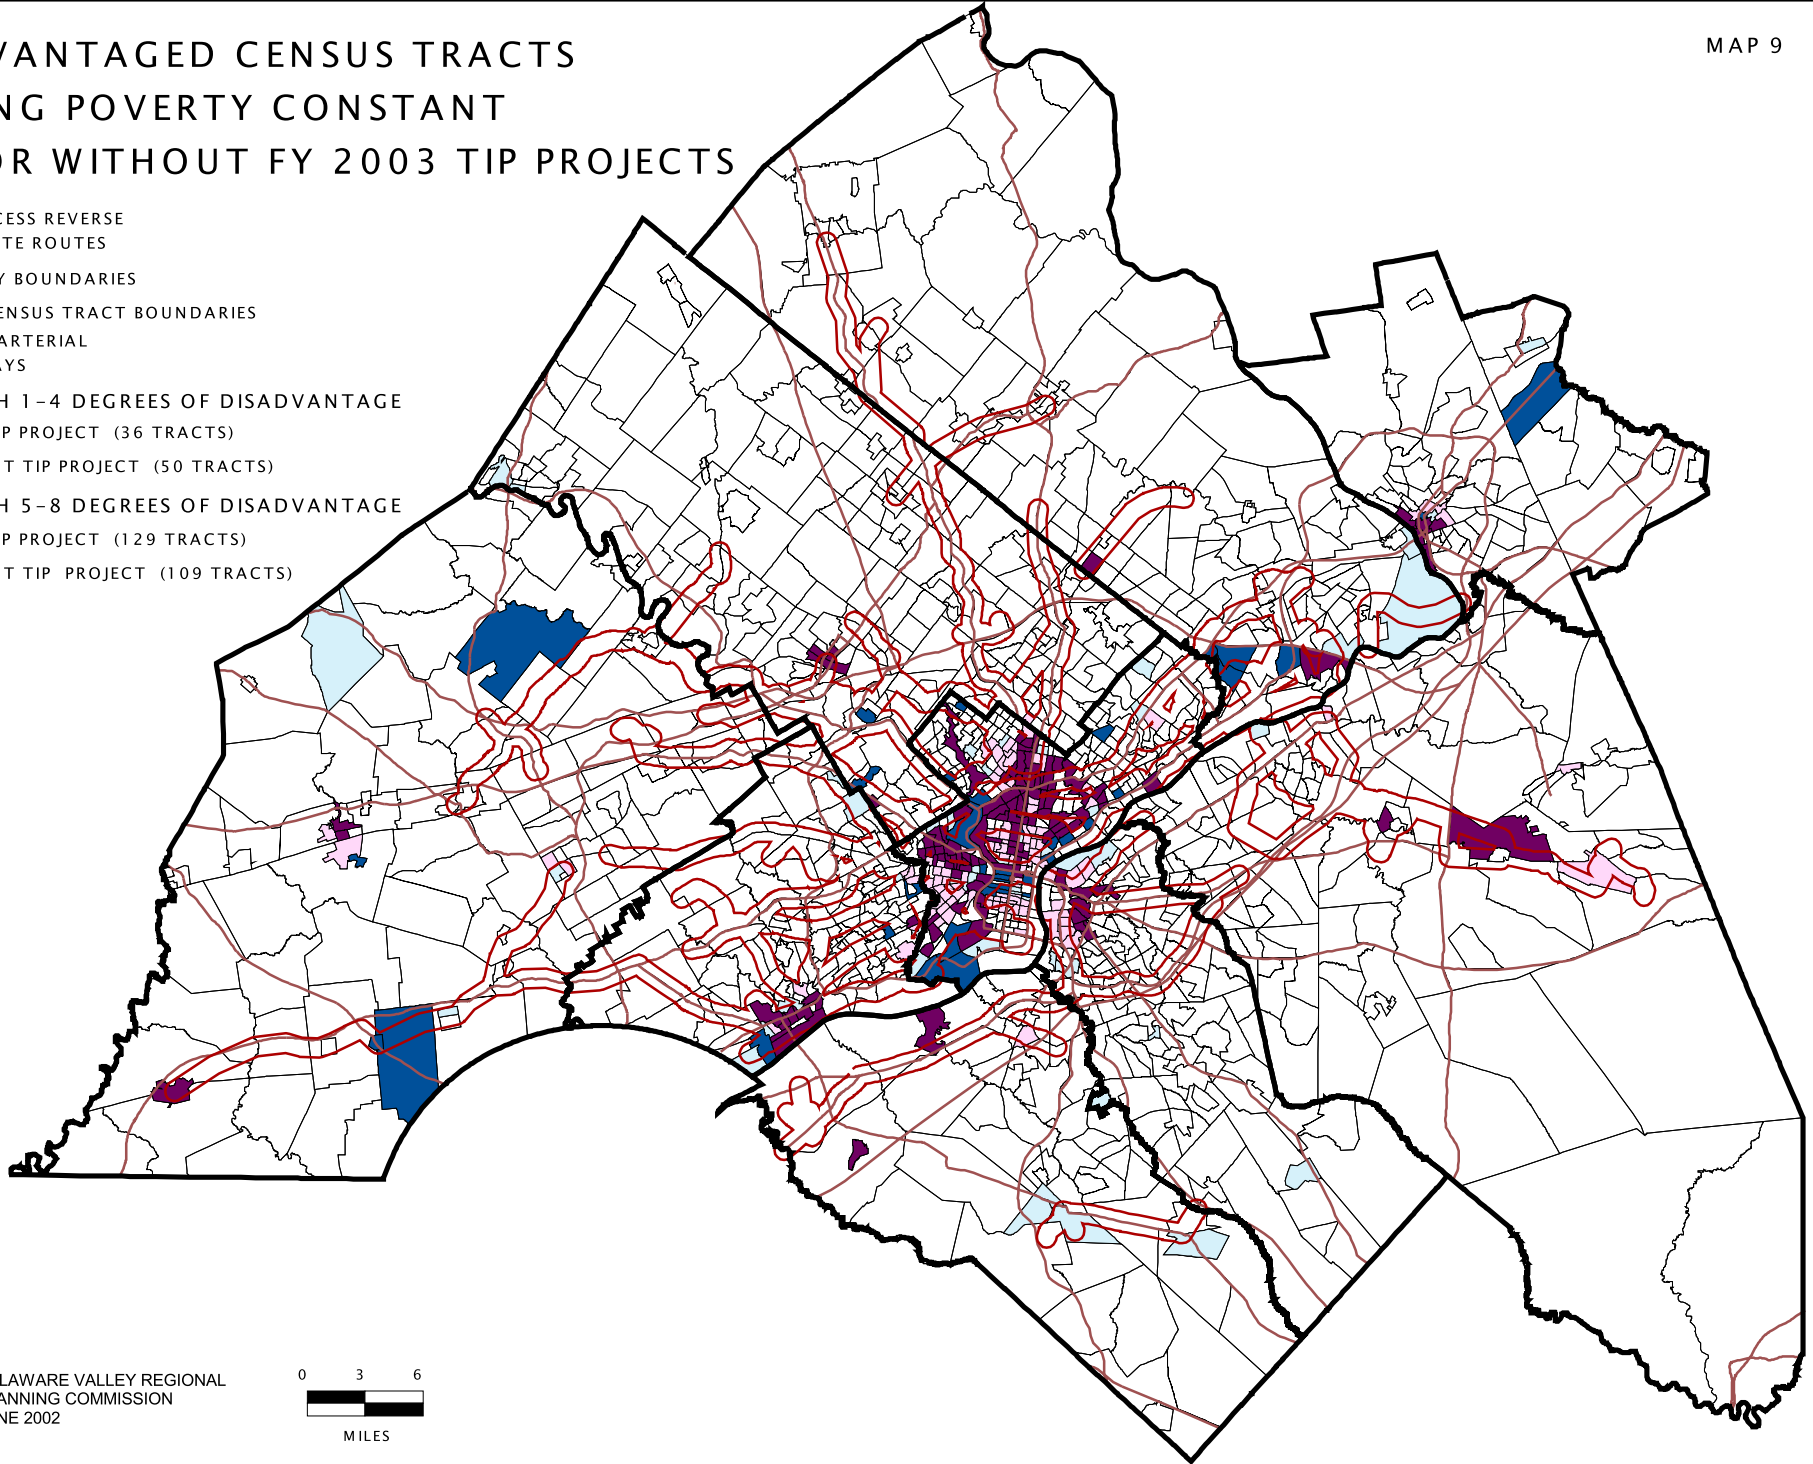 VANTAGED CENSUS TRACTS
NG POVERTY CONSTANT
OR WITHOUT FY 2003 TIP PROJECTS
MAP 9
CESS REVERSE
TE ROUTES
Y BOUNDARIES
ENSUS TRACT BOUNDARIES
ARTERIAL
AYS
H 1-4 DEGREES OF DISADVANTAGE
P PROJECT (36 TRACTS)
T TIP PROJECT (50 TRACTS)
H 5-8 DEGREES OF DISADVANTAGE
P PROJECT (129 TRACTS)
T TIP PROJECT (109 TRACTS)
LAWARE VALLEY REGIONAL
ANNING COMMISSION
NE 2002
0 3 6
MILES